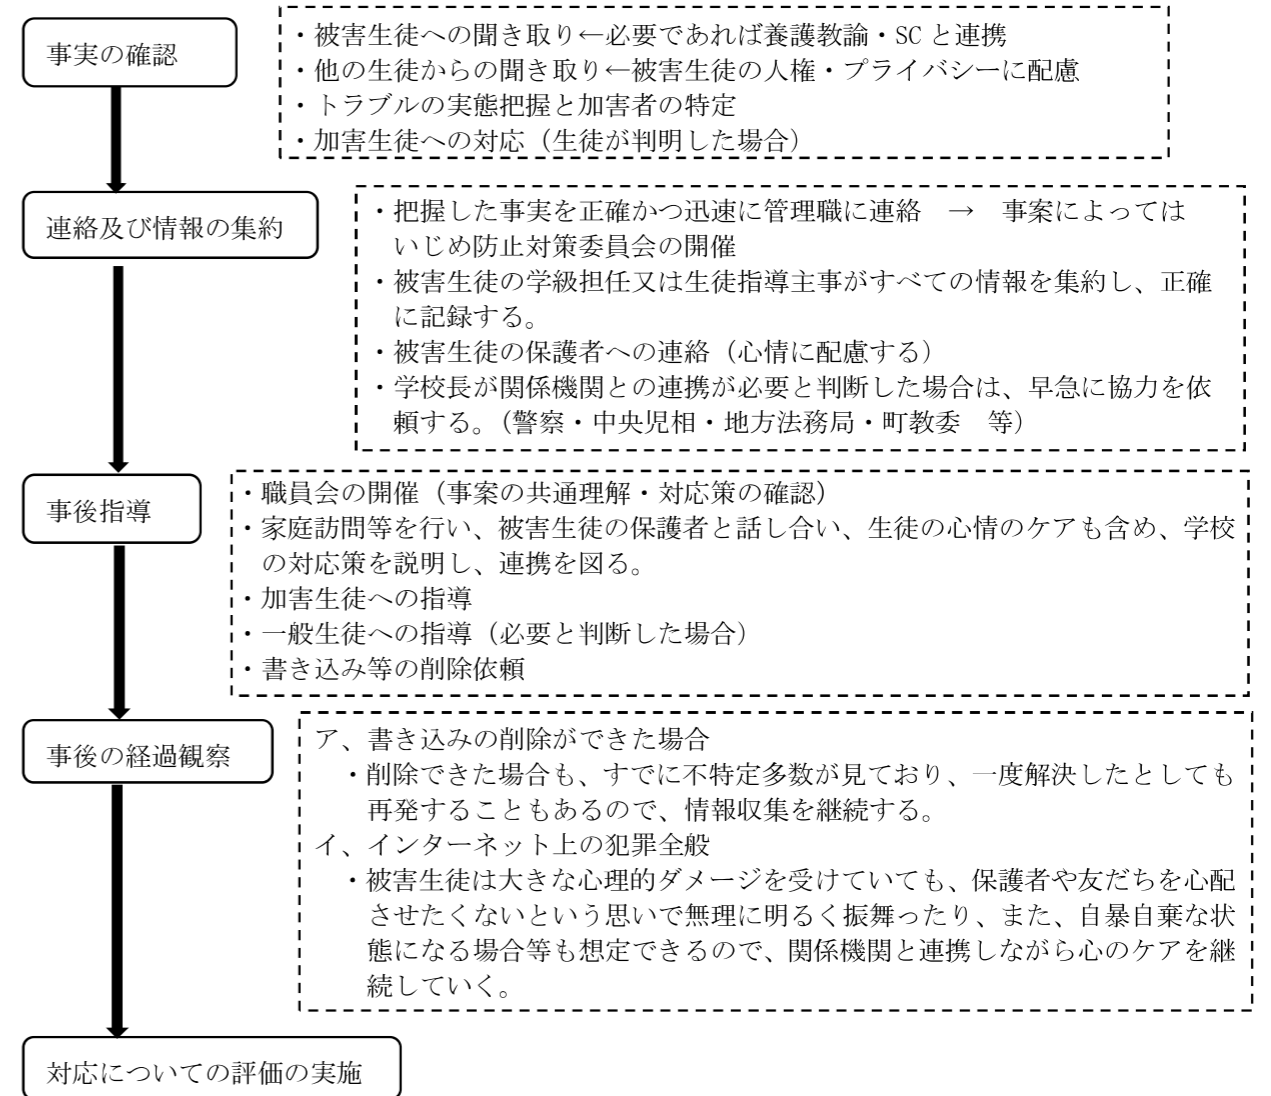 事実の確認
・被害生徒への聞き取り←必要であれば養護教論・SC と連携
・他の生徒からの聞き取り←被害生徒の人権・プライバシーに配慮
・トラブルの実態把握と加害者の特定
・加害生徒への対応（生徒が判明した場合）
連絡及び情報の集約
・把握した事実を正確かつ迅速に管理職に連絡　→　事案によっては
いじめ防止対策委員会の開催
・被害生徒の学級担任又は生徒指導主事がすべての情報を集約し、正確
に記録する。
・被害生徒の保護者への連絡（心情に配慮する）
・学校長が関係機関との連携が必要と判断した場合は、早急に協力を依
頼する。（警察・中央児相・地方法務局・町教委　等）
事後指導
・職員会の開催（事案の共通理解・対応策の確認）
・家庭訪問等を行い、被害生徒の保護者と話し合い、生徒の心情のケアも含め、学校
の対応策を説明し、連携を図る。
・加害生徒への指導
・一般生徒への指導（必要と判断した場合）
・書き込み等の削除依頼
事後の経過観察
ア、書き込みの削除ができた場合
・削除できた場合も、すでに不特定多数が見ており、一度解決したとしても
再発することもあるので、情報収集を継続する。
イ、インターネット上の犯罪全般
・被害生徒は大きな心理的ダメージを受けていても、保護者や友だちを心配
させたくないという思いで無理に明るく振舞ったり、また、自暴自棄な状
態になる場合等も想定できるので、関係機関と連携しながら心のケアを継
続していく。
対応についての評価の実施